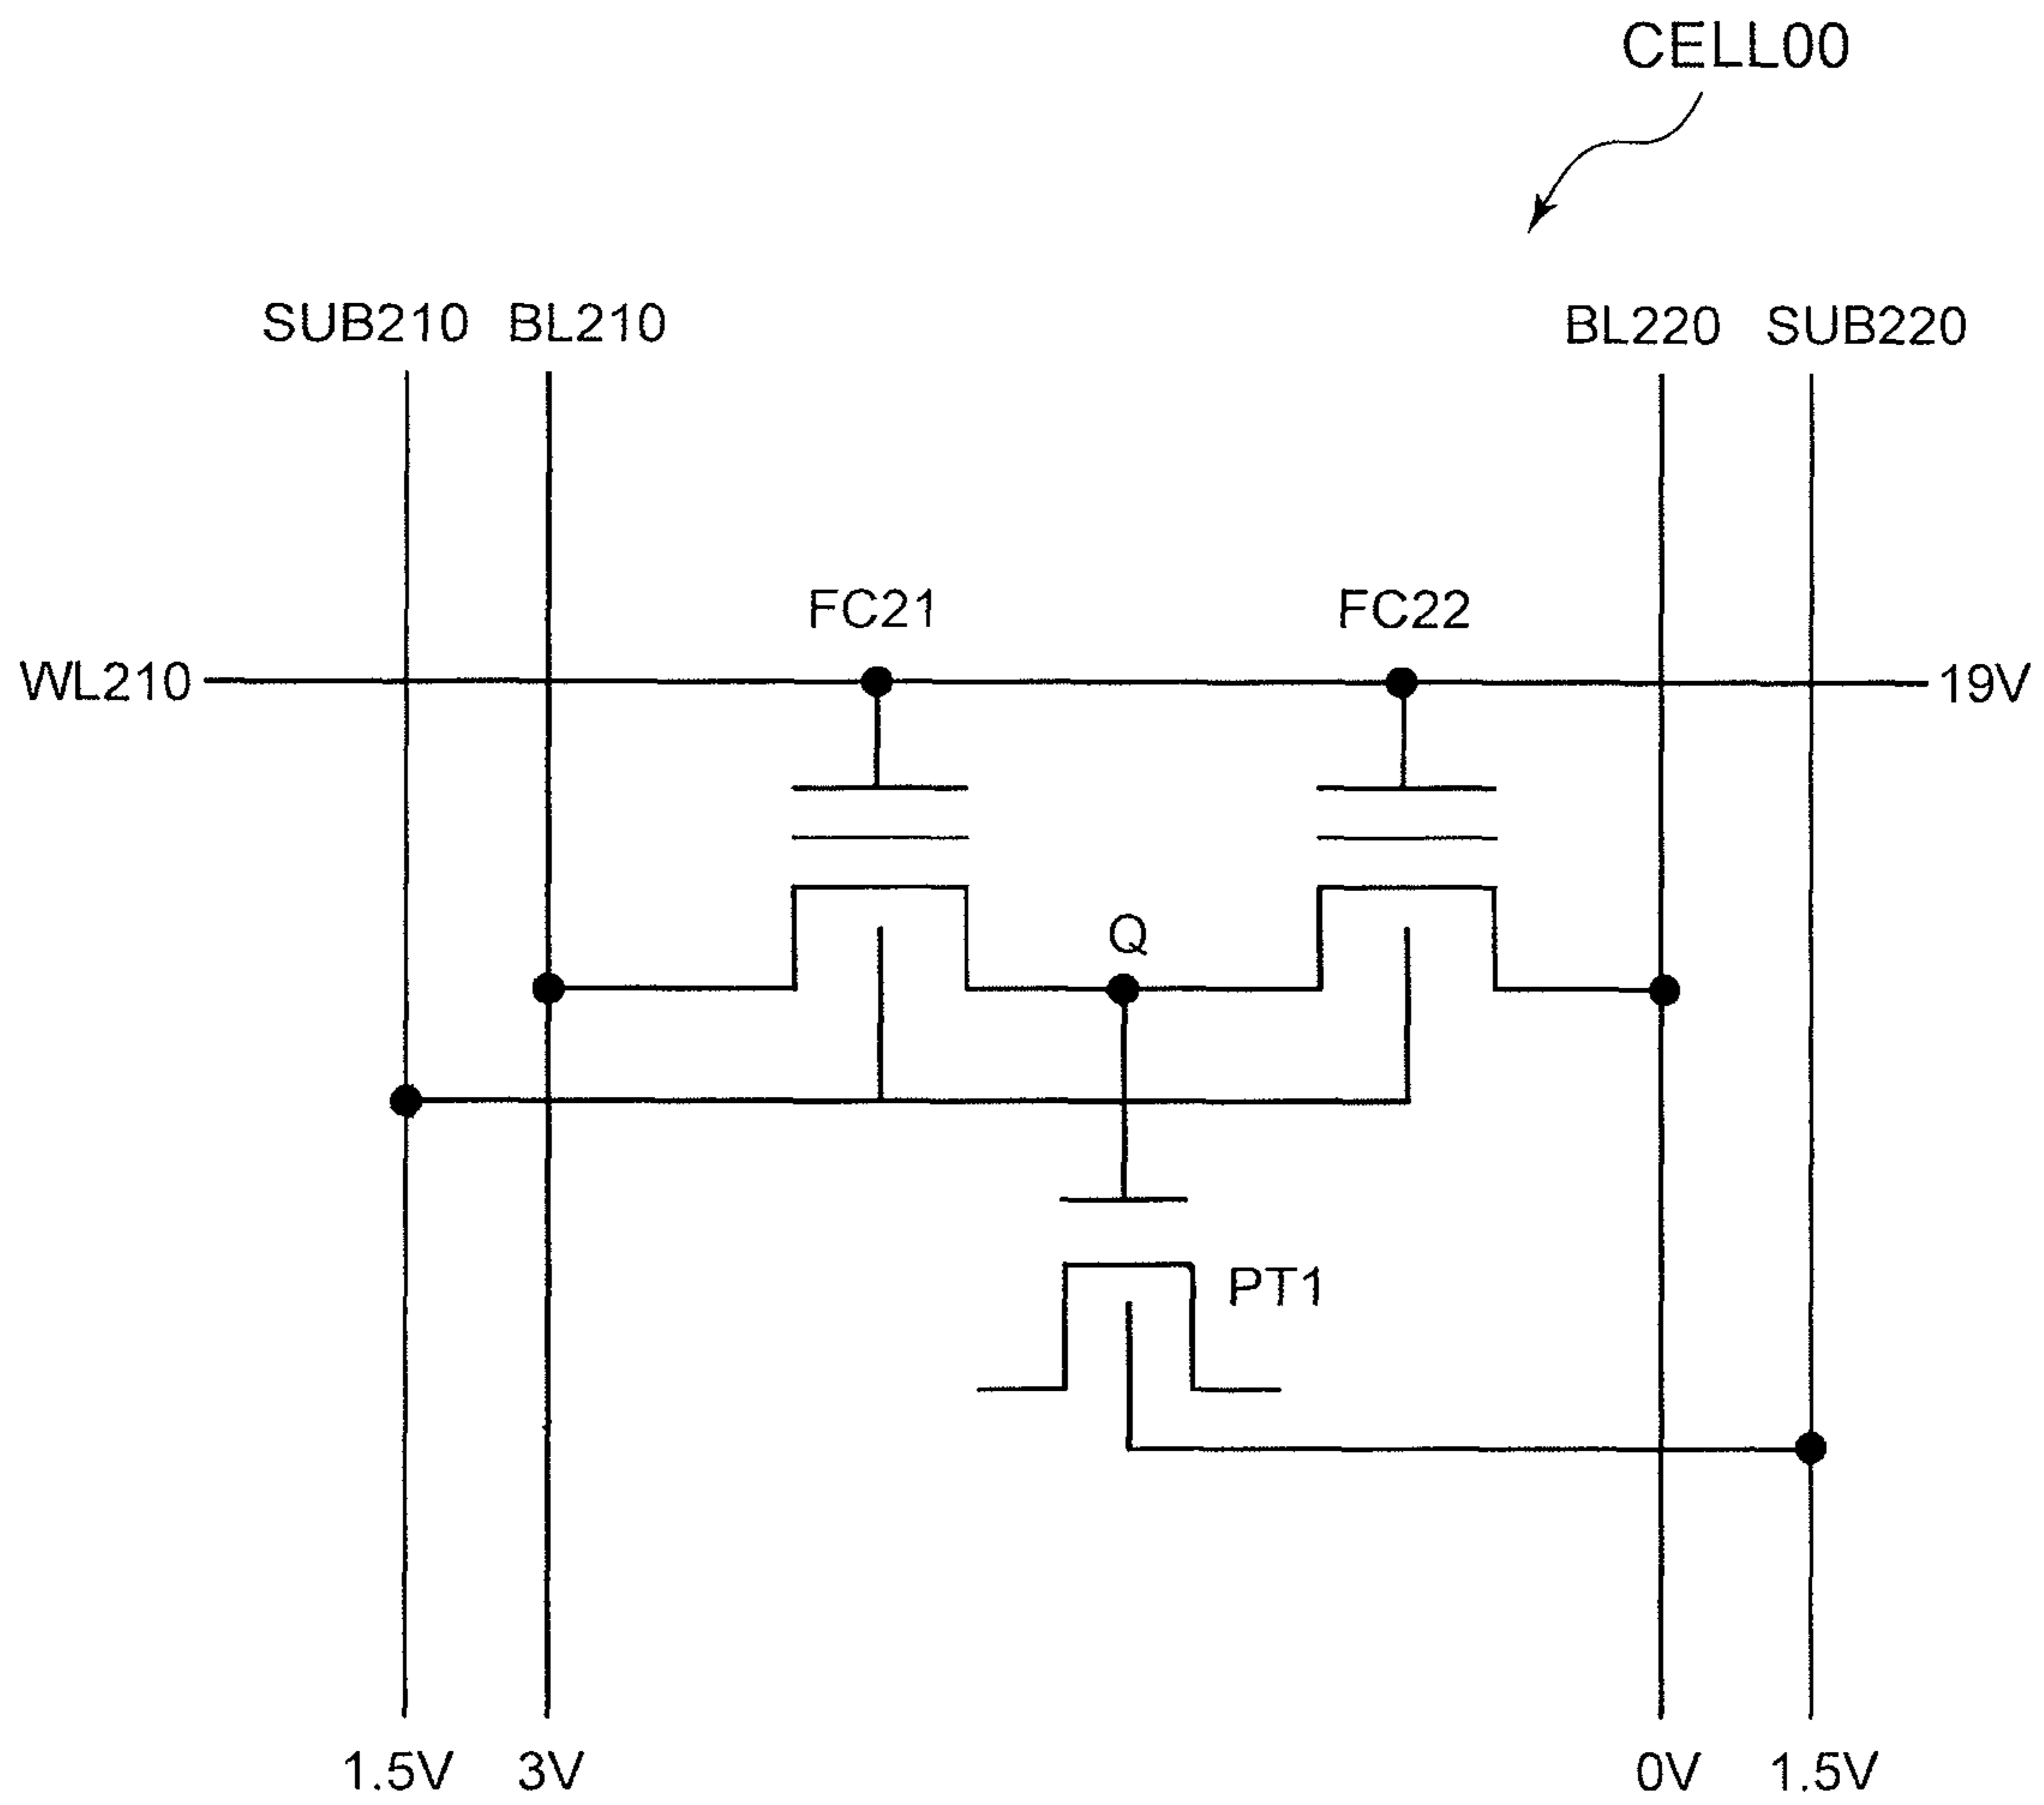 CELL00
SUB210 BL210 BL220 SUB220
FC21 FC22
WL210 19V
Q
PT1
1.5V 3V 0V 1.5V